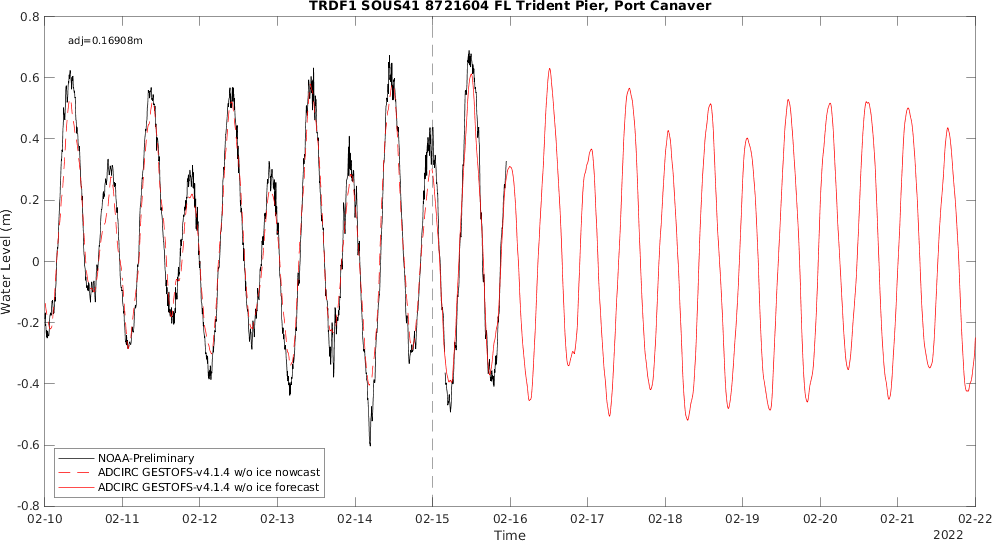 TRDF1 SOUS41 8721604 FL Trident Pier, Port Canaver
adj=0.16908m
0.8
0.6
0.4
0.2
0
-0.2
-0.4
-0.6
-0.8
Water Level (m)
NOAA-Preliminary
ADCIRC GESTOFS-v4.1.4 w/o ice nowcast
ADCIRC GESTOFS-v4.1.4 w/o ice forecast
02-10 02-11 02-12 02-13 02-14 02-15 02-16 02-17 02-18 02-19 02-20 02-21 02-22
Time
2022